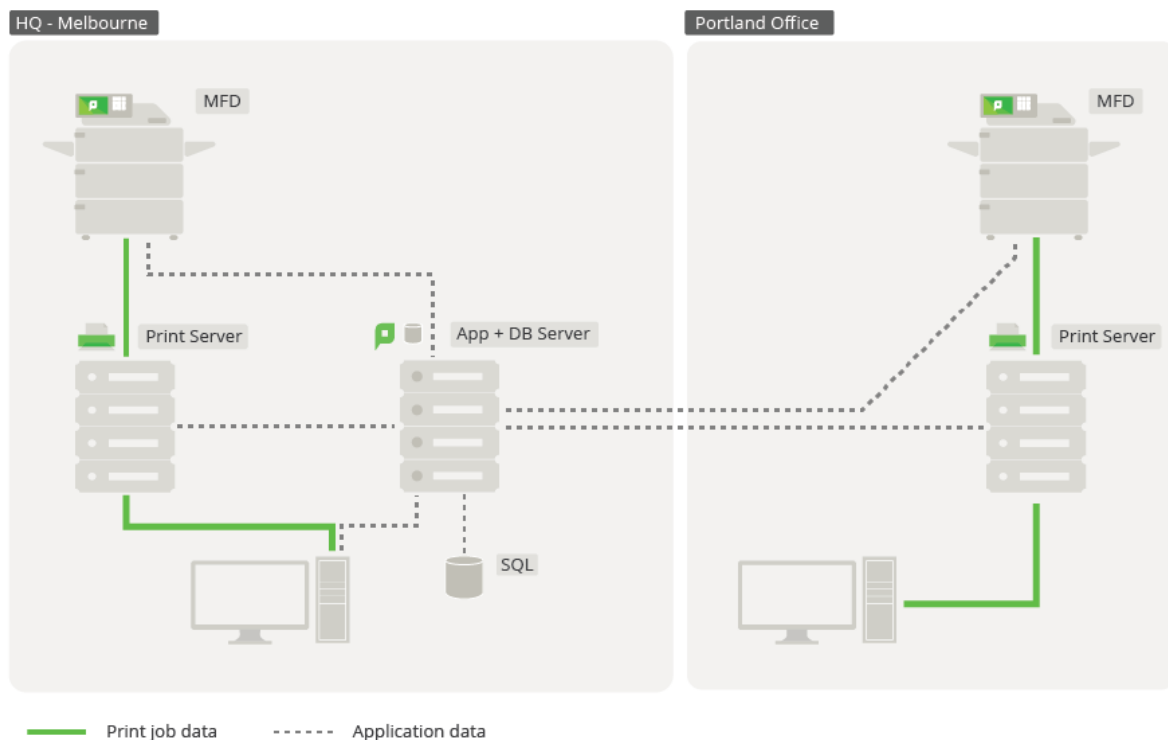 HQ - Melbourne
Portland Office
MFD
MFD
Print Server
App + DB Server
Print Server
SQL
Print job data
Application data